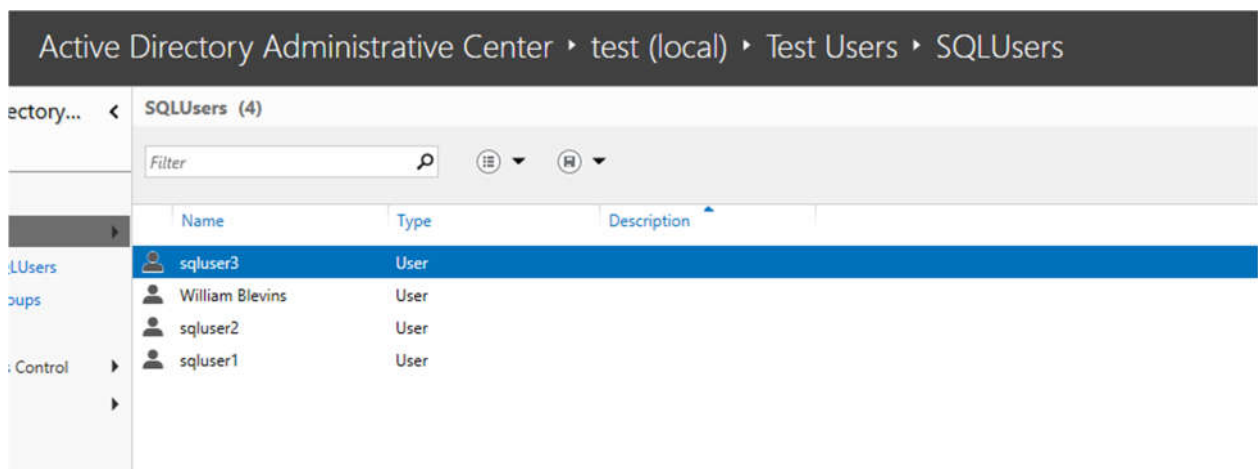 Active Directory Administrative Center ‣ test (local) ‣ Test Users ‣ SQLUsers
ectory...
SQLUsers (4)
Filter
Name Type Description
LUsers
sqluser3 User
oups
William Blevins User
sqluser2 User
Control
sqluser1 User